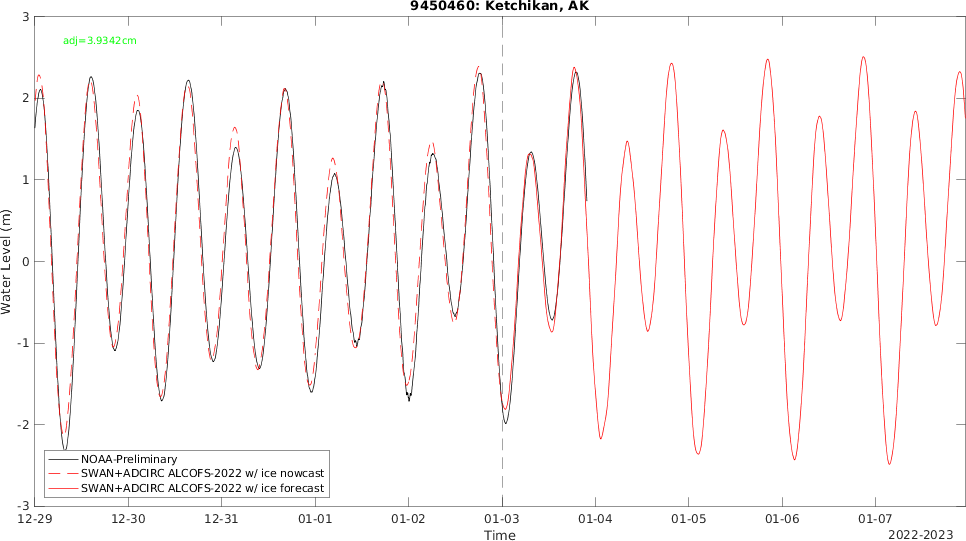 9450460: Ketchikan, AK
adj=3.9342cm
Water Level (m)
3
2
1
0
-1
-2
-3
NOAA-Preliminary
SWAN+ADCIRC ALCOFS-2022 w/ ice nowcast
SWAN+ADCIRC ALCOFS-2022 w/ ice forecast
12-29 12-30 12-31 01-01 01-02 01-03 01-04 01-05 01-06 01-07
Time
2022-2023